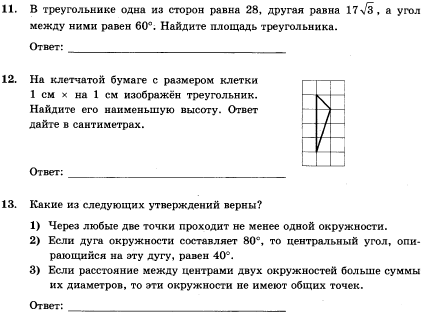 11. В треугольнике одна из сторон равна 28, другая равна 17√3, а угол
между ними равен 60°. Найдите площадь треугольника.
Ответ:
12. На клетчатой бумаге с размером клетки
1 см × на 1 см изображён треугольник.
Найдите его наименьшую высоту. Ответ
дайте в сантиметрах.
Ответ:
13. Какие из следующих утверждений верны?
1) Через любые две точки проходит не менее одной окружности.
2) Если дуга окружности составляет 80°, то центральный угол, опи-
рающийся на эту дугу, равен 40°.
3) Если расстояние между центрами двух окружностей больше суммы
их диаметров, то эти окружности не имеют общих точек.
Ответ: